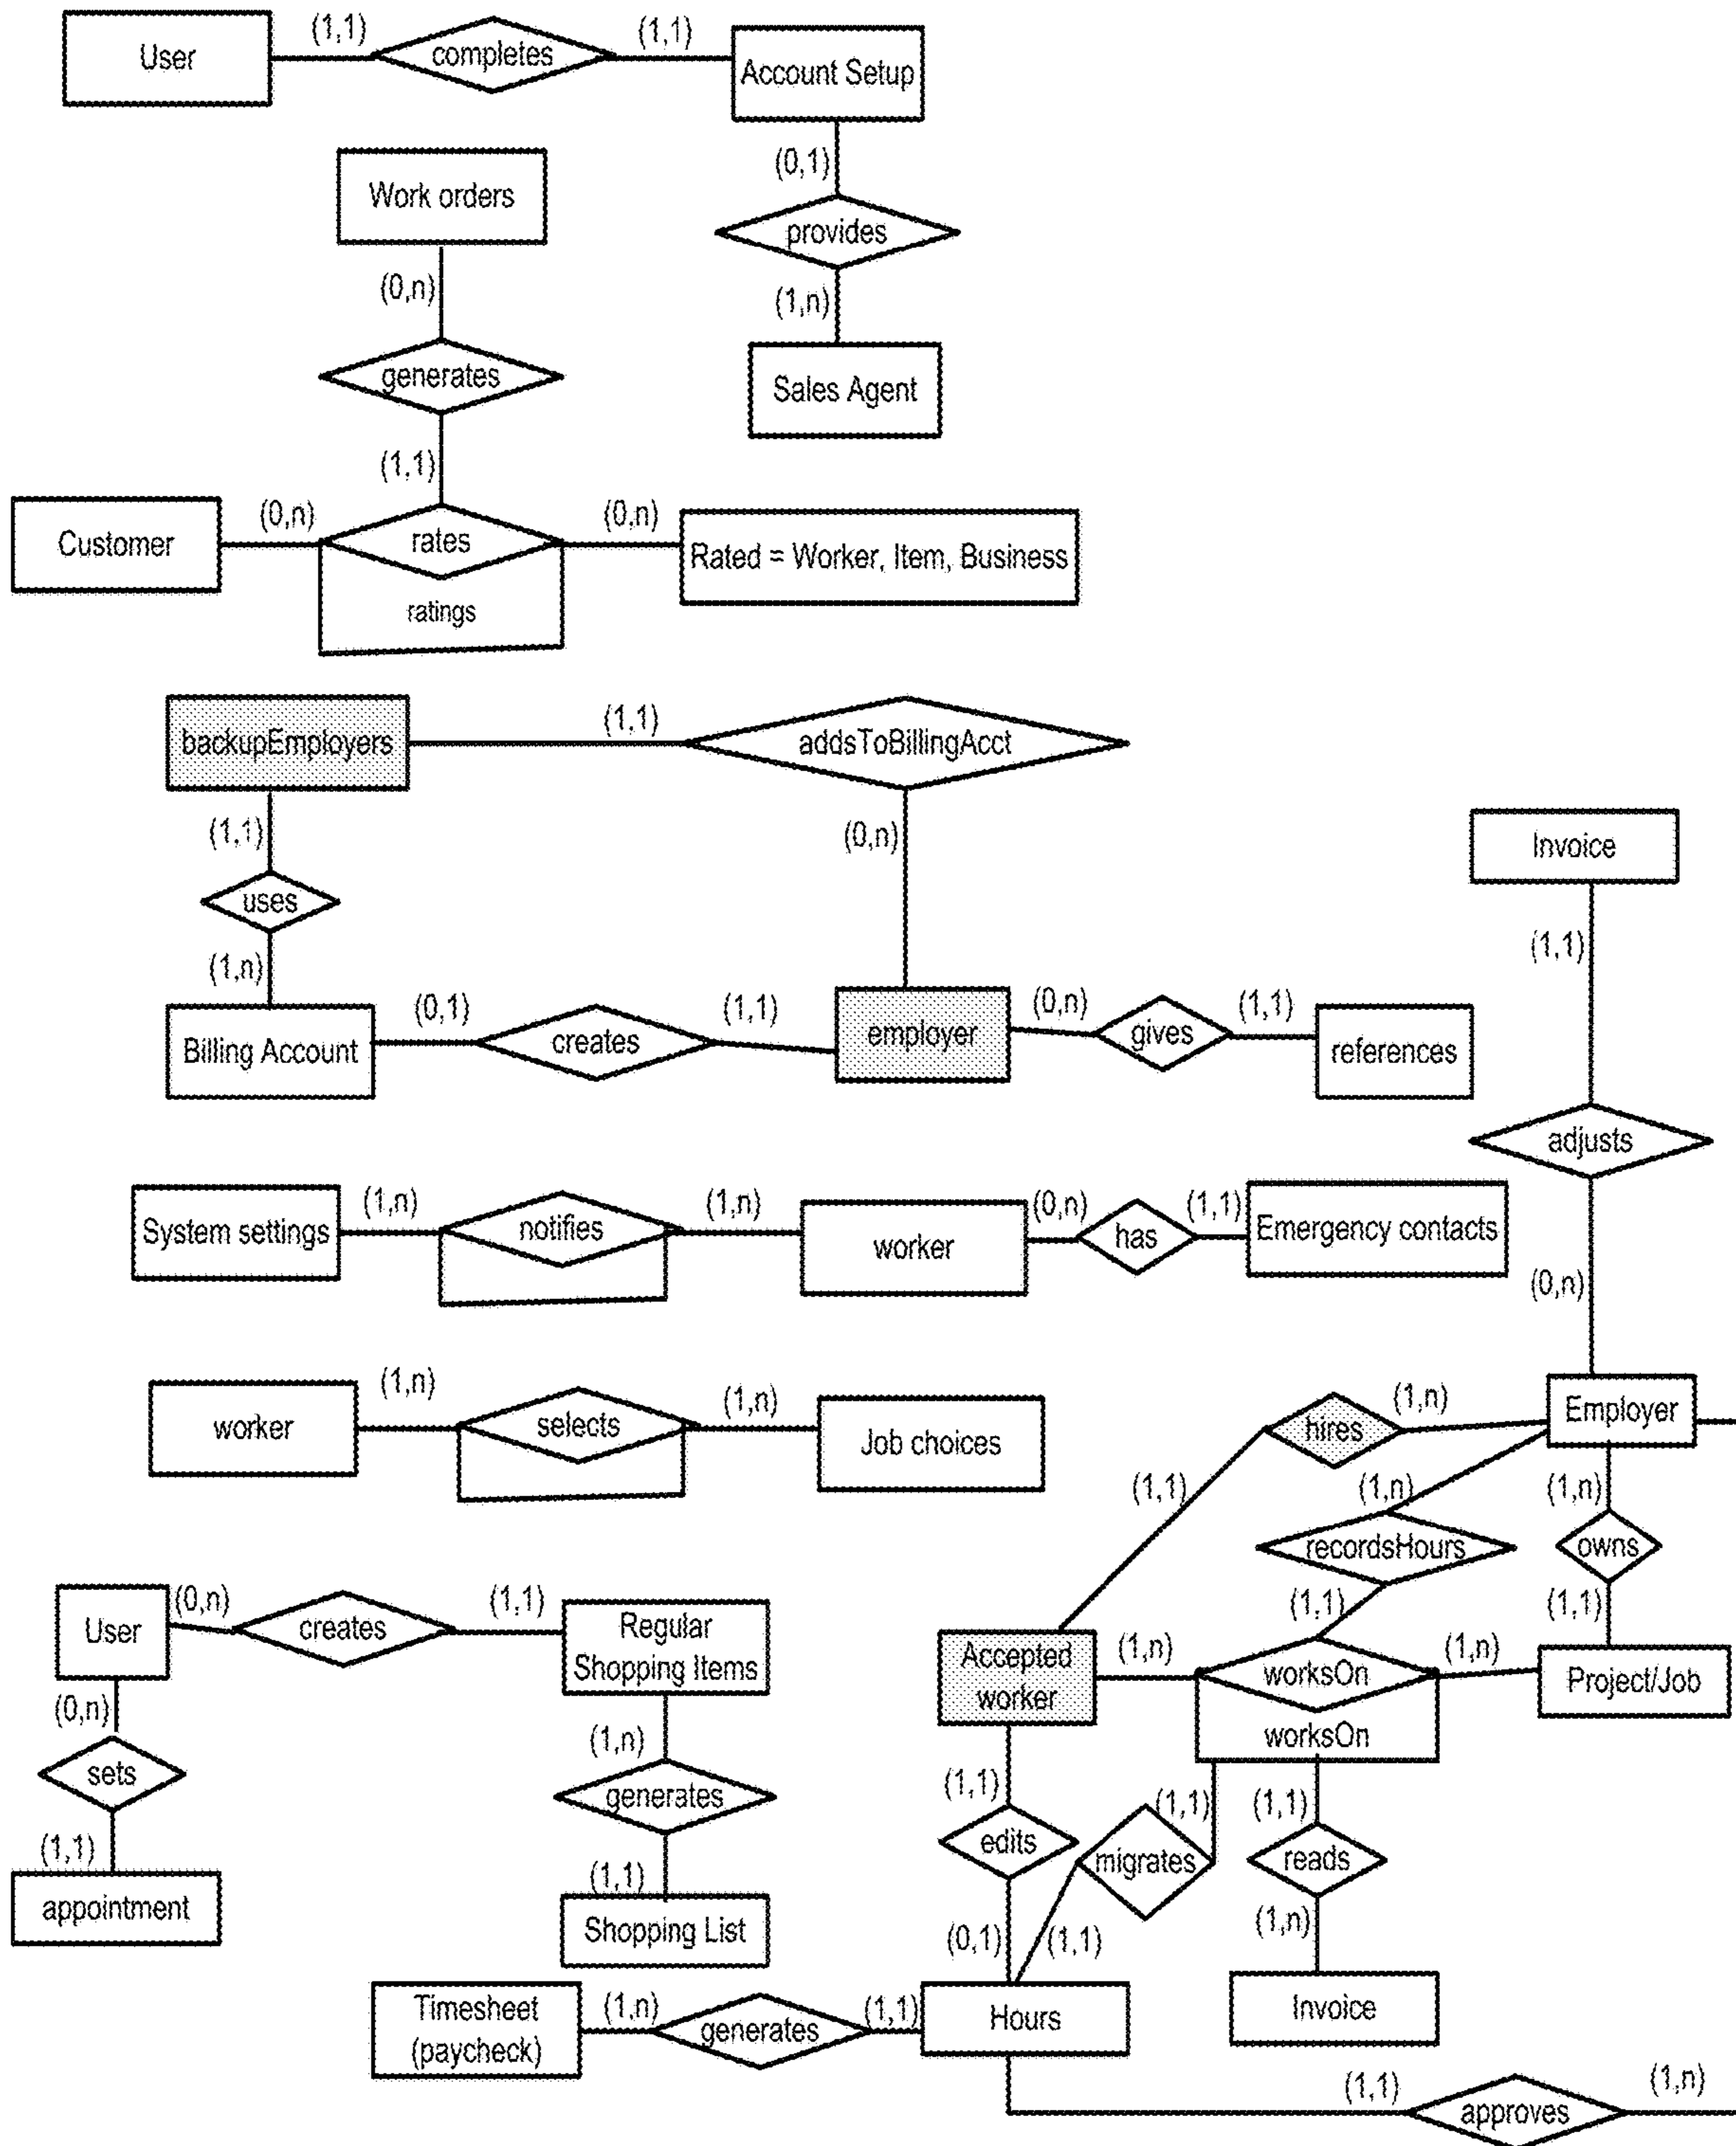 User
(1,1)
completes
(1,1)
Account Setup
(0,1)
provides
(1,n)
Sales Agent
Work orders
(0,n)
generates
(1,1)
Customer
(0,n)
rates
ratings
(0,n)
Rated = Worker, Item, Business
backupEmployers
(1,1)
addsToBillingAcct
(1,1)
uses
(1,n)
(0,n)
Billing Account
(0,1)
creates
(1,1)
employer
(0,n)
gives
(1,1)
references
Invoice
(1,1)
adjusts
(0,n)
System settings
(1,n)
notifies
(1,n)
worker
(0,n)
has
(1,1)
Emergency contacts
worker
(1,n)
selects
(1,n)
Job choices
hires
(1,n)
Employer
(1,1)
(1,n)
recordsHours
(1,1)
(1,n)
owns
(1,1)
User
(0,n)
creates
(1,1)
Regular
Shopping Items
(0,n)
sets
(1,1)
appointment
(1,n)
generates
(1,1)
Shopping List
Accepted
worker
(1,n)
worksOn
worksOn
(1,n)
Project/Job
(1,1)
edits
(0,1)
(1,1)
migrates
(1,1)
(1,1)
reads
(1,n)
Invoice
Timesheet
(paycheck)
(1,n)
generates
(1,1)
Hours
(1,1)
approves
(1,n)